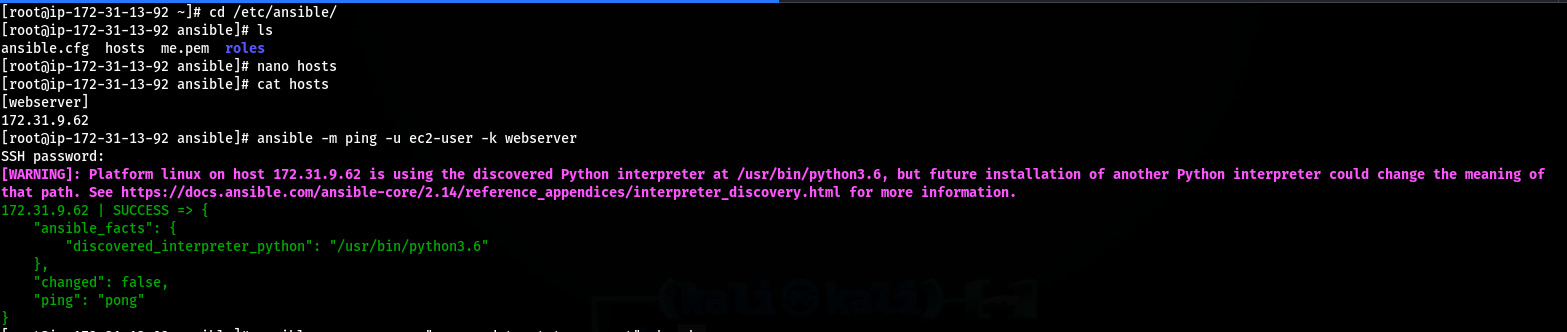 [root@ip-172-31-13-92 ~]# cd /etc/ansible/
[root@ip-172-31-13-92 ansible]# ls
ansible.cfg  hosts  me.pem  roles
[root@ip-172-31-13-92 ansible]# nano hosts
[root@ip-172-31-13-92 ansible]# cat hosts
[webserver]
172.31.9.62
[root@ip-172-31-13-92 ansible]# ansible -m ping -u ec2-user -k webserver
SSH password:
[WARNING]: Platform linux on host 172.31.9.62 is using the discovered Python interpreter at /usr/bin/python3.6, but future installation of another Python interpreter could change the meaning of
that path. See https://docs.ansible.com/ansible-core/2.14/reference_appendices/interpreter_discovery.html for more information.
172.31.9.62 | SUCCESS => {
    "ansible_facts": {
        "discovered_interpreter_python": "/usr/bin/python3.6"
    },
    "changed": false,
    "ping": "pong"
}